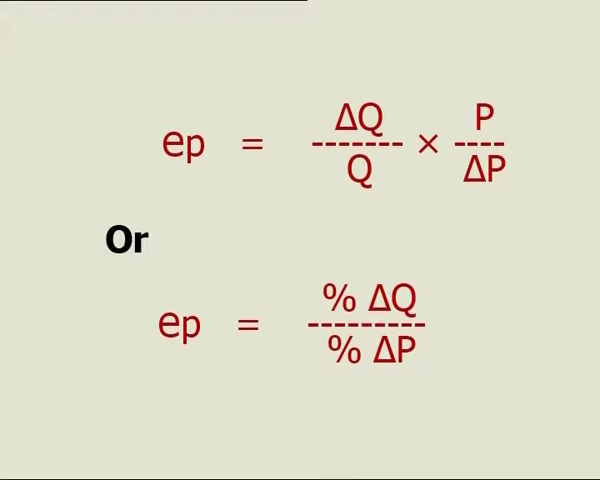 ep = ΔQ / Q × P / ΔP
Or
ep = % ΔQ / % ΔP